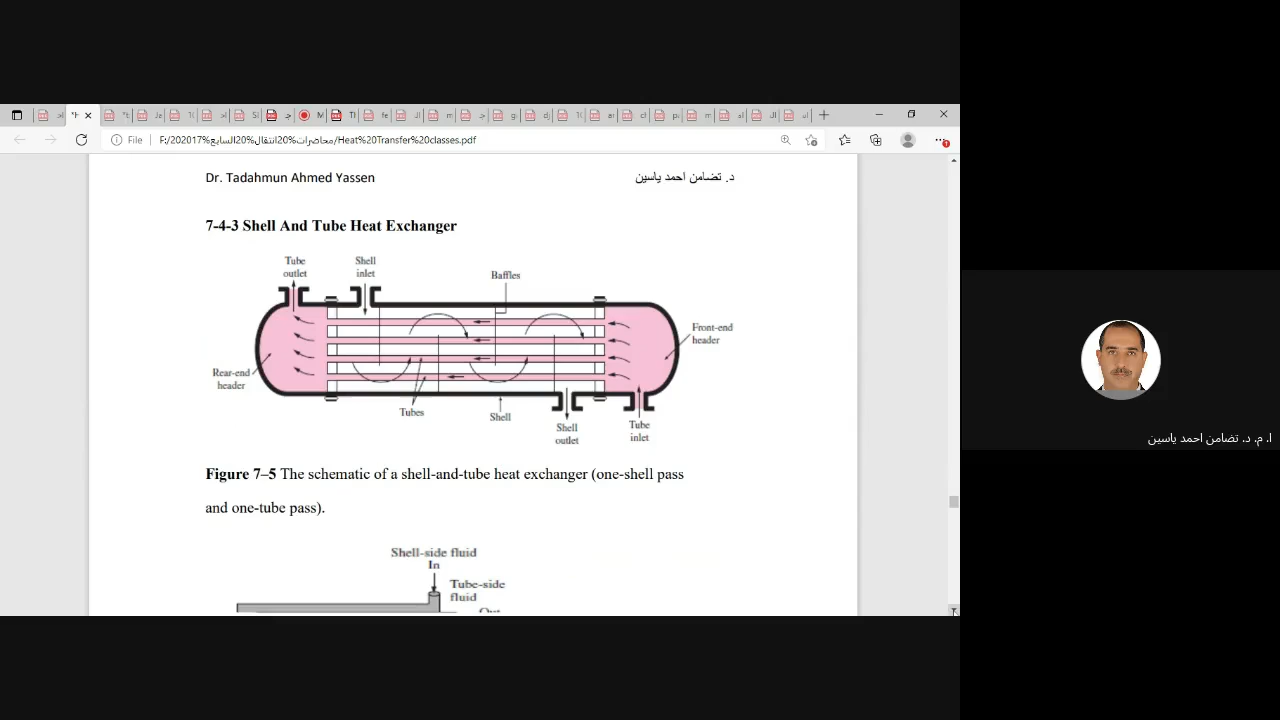 File
F:/202017%20السابع%20انتقال%20محاضرات/Heat%20Transfer%20classes.pdf
Dr. Tadahmun Ahmed Yassen
د. تضامن احمد ياسين
7-4-3 Shell And Tube Heat Exchanger
Tube
outlet
Shell
inlet
Baffles
Front-end
header
Rear-end
header
Tubes
Shell
Shell
outlet
Tube
inlet
Figure 7–5 The schematic of a shell-and-tube heat exchanger (one-shell pass
and one-tube pass).
Shell-side fluid
In
Tube-side
fluid
ا. م. د. تضامن احمد ياسين